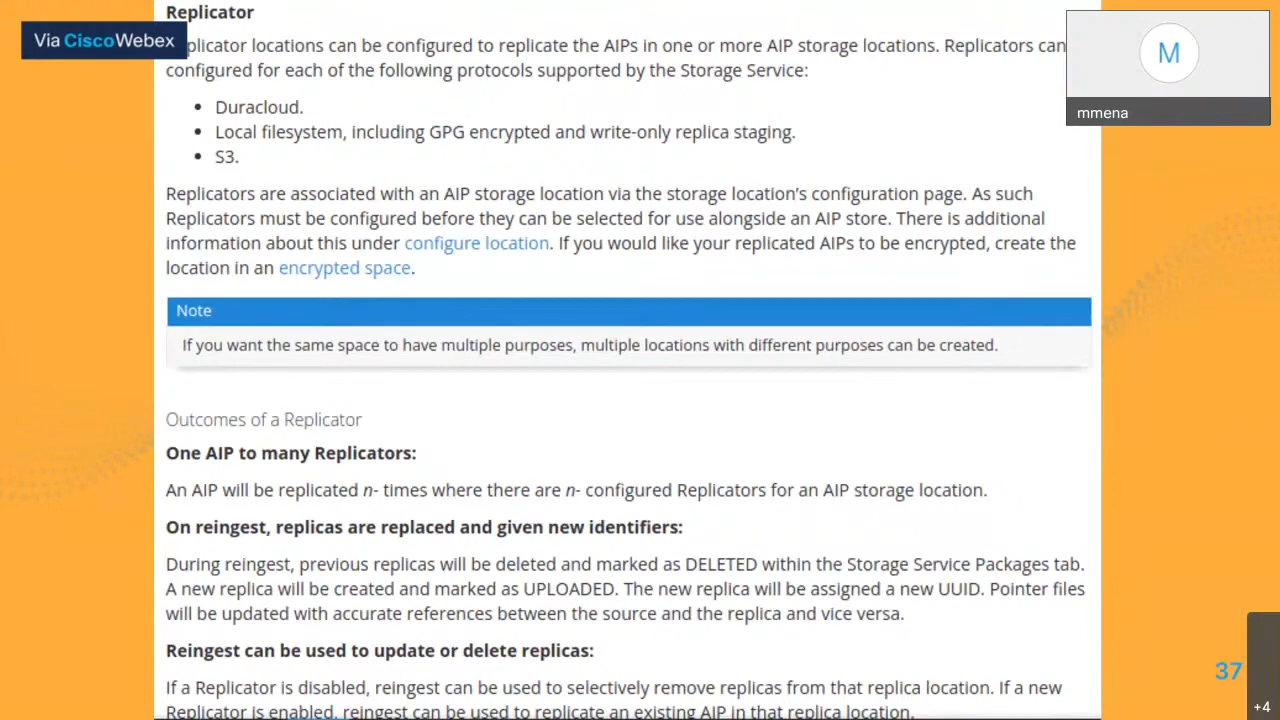 Replicator
Via Cisco Webex
plicator locations can be configured to replicate the AIPs in one or more AIP storage locations. Replicators can
configured for each of the following protocols supported by the Storage Service:
M
mmena
• Duracloud.
• Local filesystem, including GPG encrypted and write-only replica staging.
• S3.
Replicators are associated with an AIP storage location via the storage location’s configuration page. As such
Replicators must be configured before they can be selected for use alongside an AIP store. There is additional
information about this under configure location. If you would like your replicated AIPs to be encrypted, create the
location in an encrypted space.
Note
If you want the same space to have multiple purposes, multiple locations with different purposes can be created.
Outcomes of a Replicator
One AIP to many Replicators:
An AIP will be replicated n- times where there are n- configured Replicators for an AIP storage location.
On reingest, replicas are replaced and given new identifiers:
During reingest, previous replicas will be deleted and marked as DELETED within the Storage Service Packages tab.
A new replica will be created and marked as UPLOADED. The new replica will be assigned a new UUID. Pointer files
will be updated with accurate references between the source and the replica and vice versa.
Reingest can be used to update or delete replicas:
If a Replicator is disabled, reingest can be used to selectively remove replicas from that replica location. If a new
Replicator is enabled, reingest can be used to replicate an existing AIP in that replica location.
37
+4